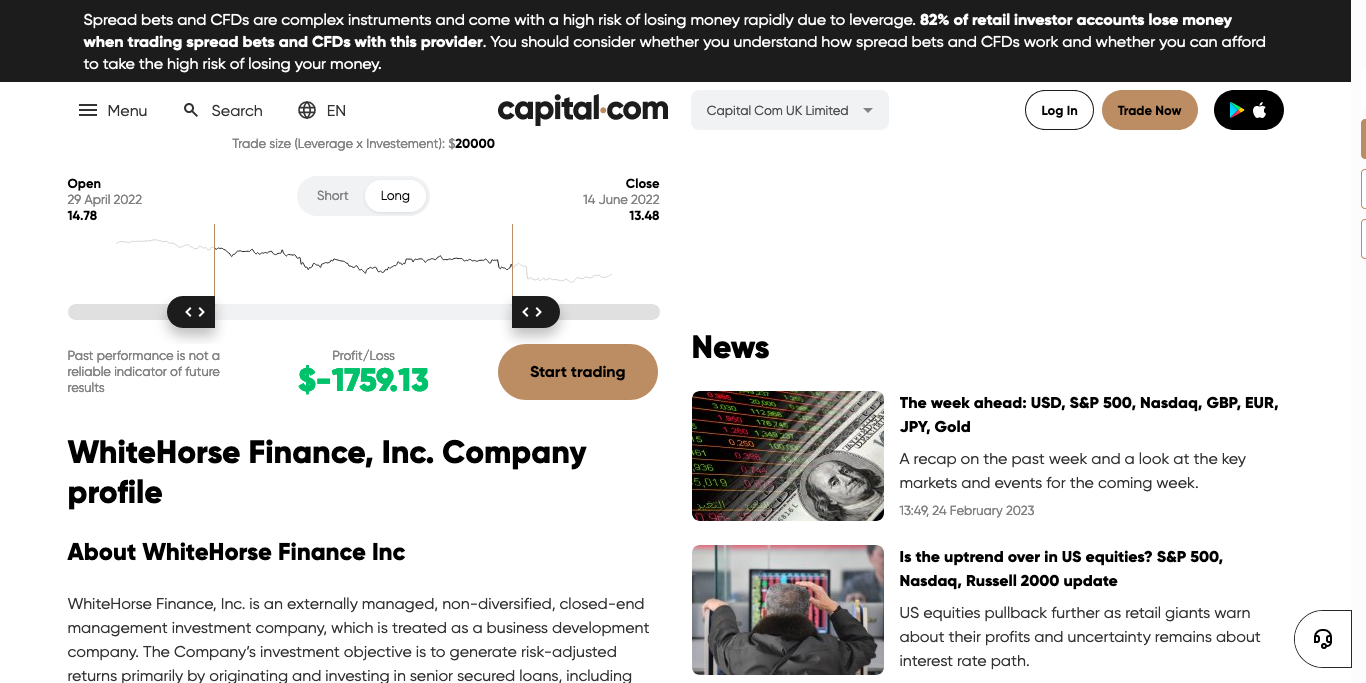 Spread bets and CFDs are complex instruments and come with a high risk of losing money rapidly due to leverage. 82% of retail investor accounts lose money
when trading spread bets and CFDs with this provider. You should consider whether you understand how spread bets and CFDs work and whether you can afford
to take the high risk of losing your money.
Menu
Search
EN
capital.com
Capital Com UK Limited
Log In
Trade Now
Trade size (Leverage x Investement): $20000
Open
29 April 2022
14.78
Short
Long
Close
14 June 2022
13.48
Past performance is not a
reliable indicator of future
results
Profit/Loss
$-1759.13
Start trading
WhiteHorse Finance, Inc. Company
profile
About WhiteHorse Finance Inc
WhiteHorse Finance, Inc. is an externally managed, non-diversified, closed-end
management investment company, which is treated as a business development
company. The Company's investment objective is to generate risk-adjusted
returns primarily by originating and investing in senior secured loans, including
News
The week ahead: USD, S&P 500, Nasdaq, GBP, EUR,
JPY, Gold
A recap on the past week and a look at the key
markets and events for the coming week.
13:49, 24 February 2023
Is the uptrend over in US equities? S&P 500,
Nasdaq, Russell 2000 update
US equities pullback further as retail giants warn
about their profits and uncertainty remains about
interest rate path.